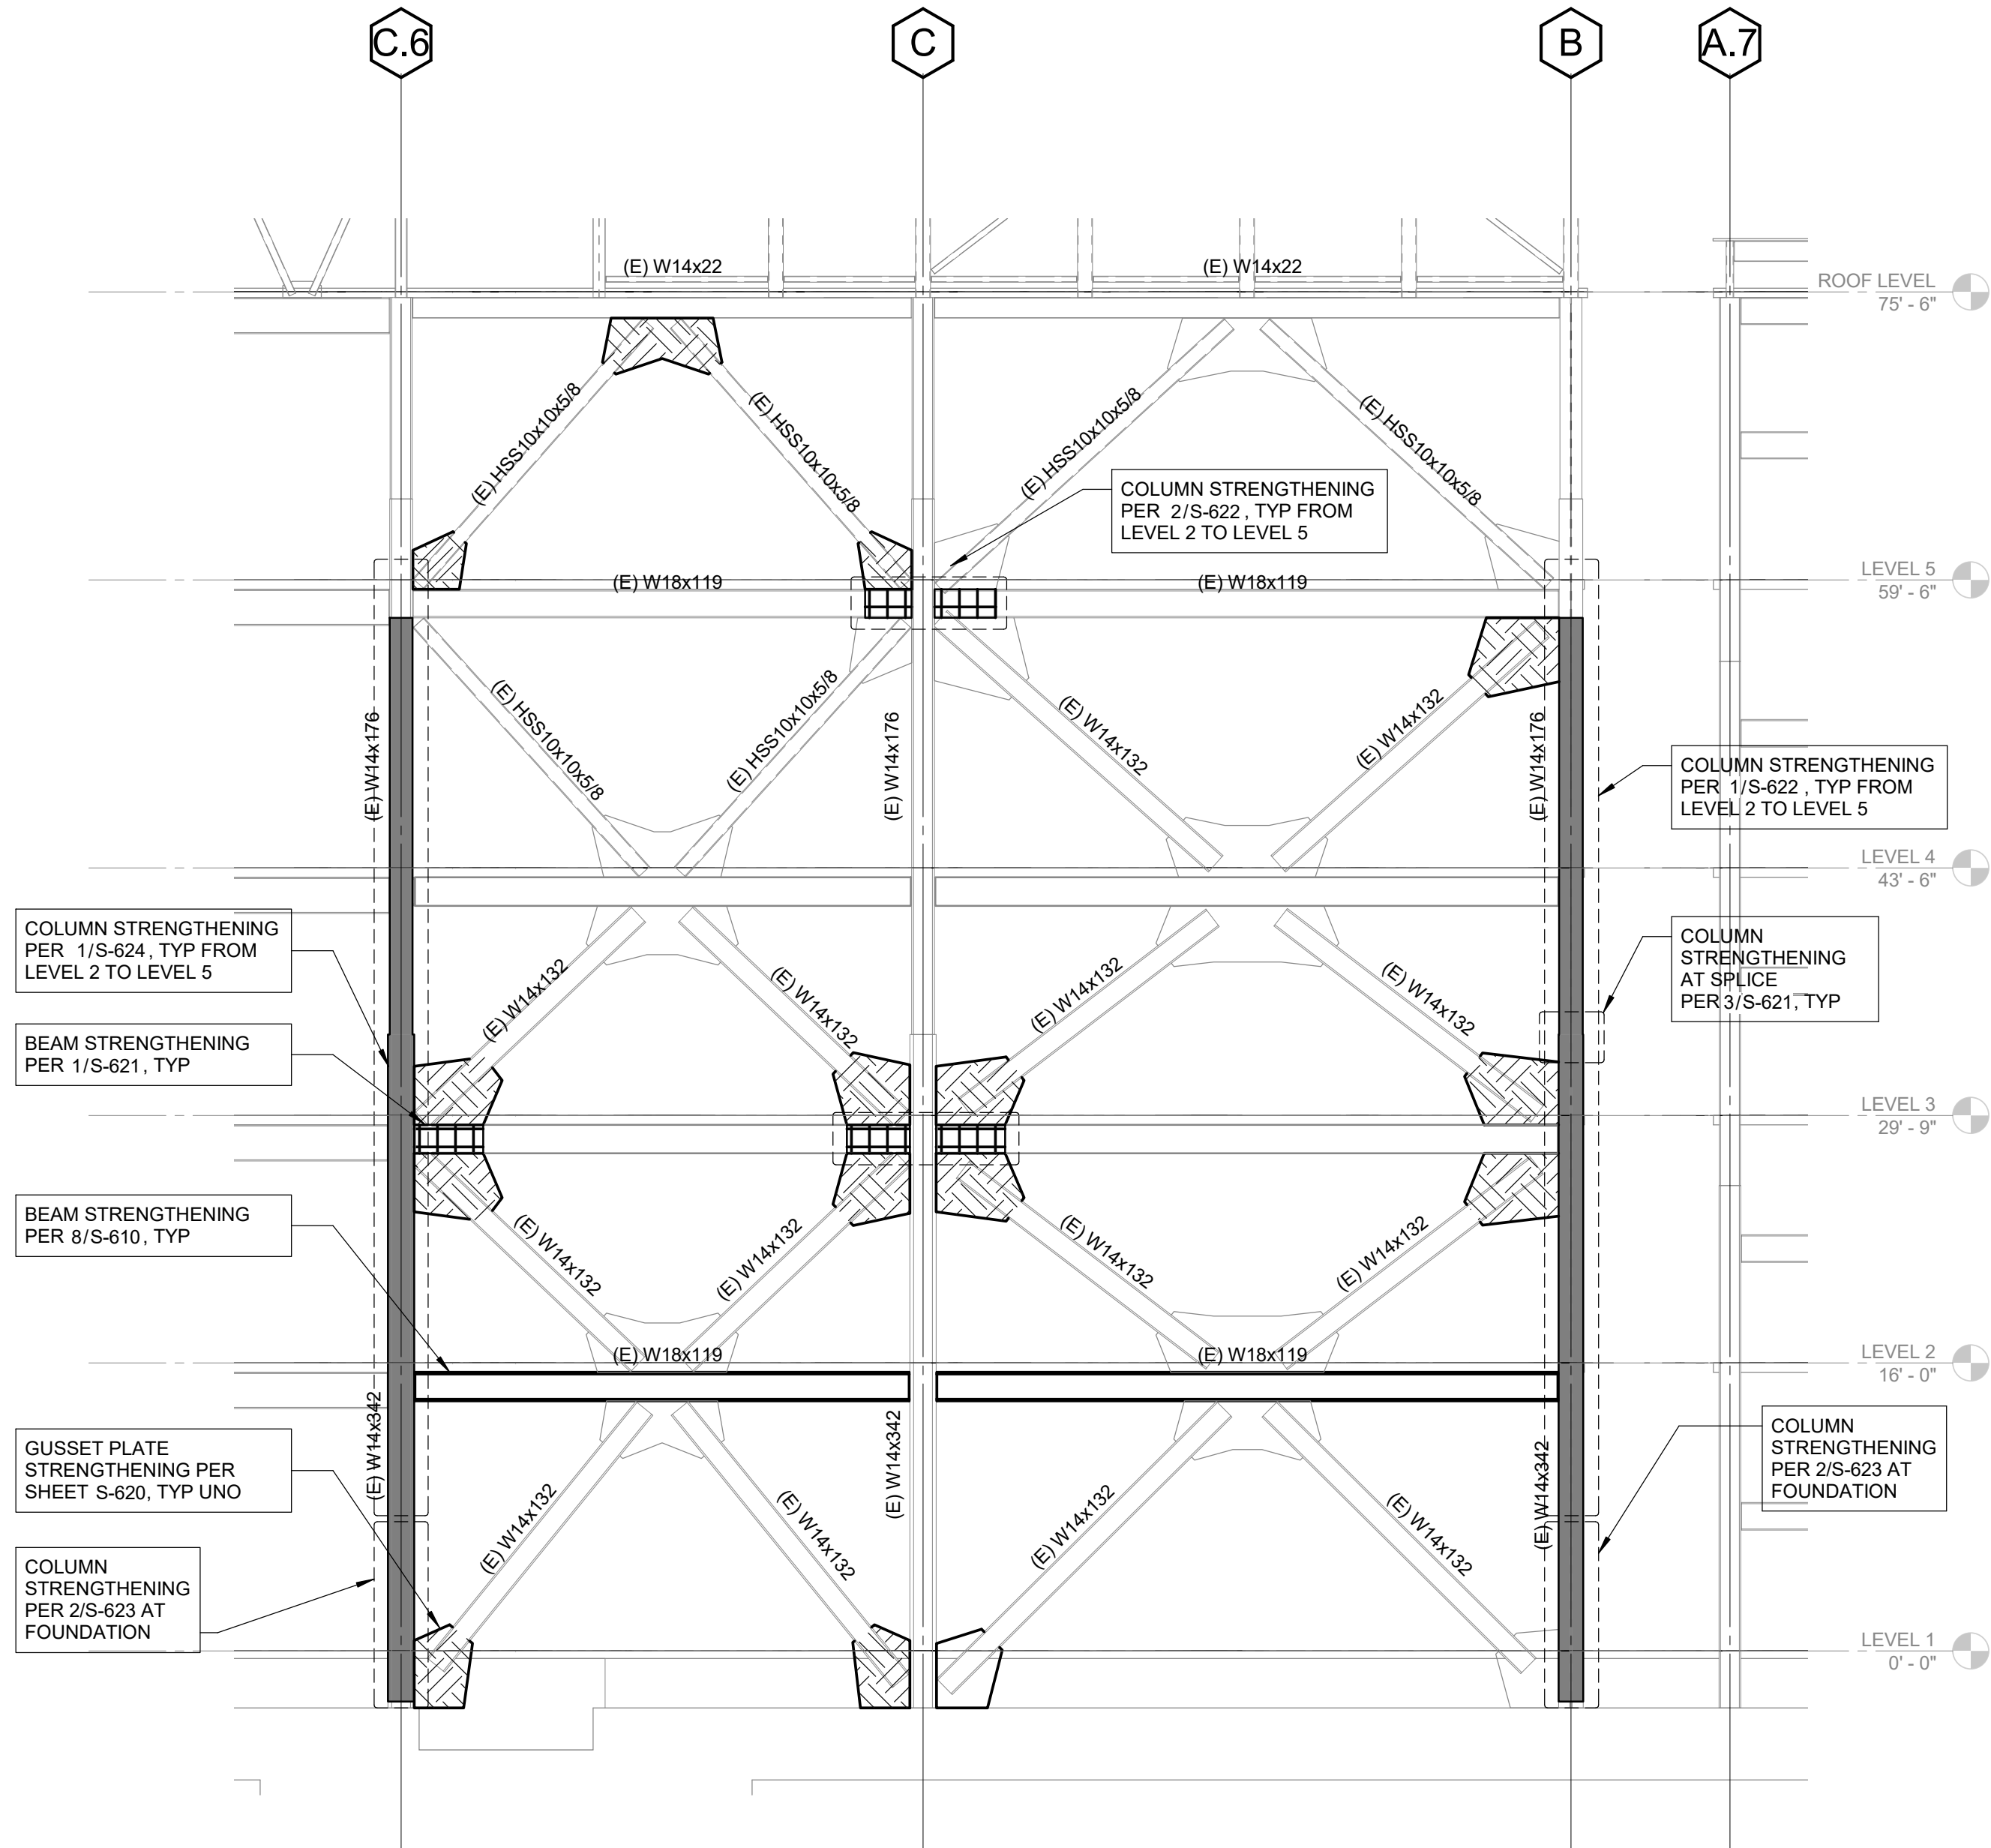 C.6
C
B
A.7
(E) W14x22
(E) W14x22
ROOF LEVEL
75' - 6"
(E) HSS10x10x5/8
(E) HSS10x10x5/8
(E) HSS10x10x5/8
(E) HSS10x10x5/8
COLUMN STRENGTHENING
PER 2/S-622 , TYP FROM
LEVEL 2 TO LEVEL 5
(E) W18x119
(E) W18x119
LEVEL 5
59' - 6"
(E) W14x176
(E) HSS10x10x5/8
(E) HSS10x10x5/8
(E) W14x176
(E) W14x132
(E) W14x132
(E) W14x176
COLUMN STRENGTHENING
PER 1/S-622 , TYP FROM
LEVEL 2 TO LEVEL 5
LEVEL 4
43' - 6"
COLUMN STRENGTHENING
PER 1/S-624 , TYP FROM
LEVEL 2 TO LEVEL 5
COLUMN
STRENGTHENING
AT SPLICE
PER 3/S-621, TYP
(E) W14x132
(E) W14x132
(E) W14x132
(E) W14x132
BEAM STRENGTHENING
PER 1/S-621 , TYP
LEVEL 3
29' - 9"
BEAM STRENGTHENING
PER 8/S-610 , TYP
(E) W14x132
(E) W14x132
(E) W14x132
(E) W14x132
(E) W18x119
(E) W18x119
LEVEL 2
16' - 0"
(E) W14x342
(E) W14x342
(E) W14x342
GUSSET PLATE
STRENGTHENING PER
SHEET S-620, TYP UNO
COLUMN
STRENGTHENING
PER 2/S-623 AT
FOUNDATION
(E) W14x132
(E) W14x132
(E) W14x132
(E) W14x132
COLUMN
STRENGTHENING
PER 2/S-623 AT
FOUNDATION
LEVEL 1
0' - 0"